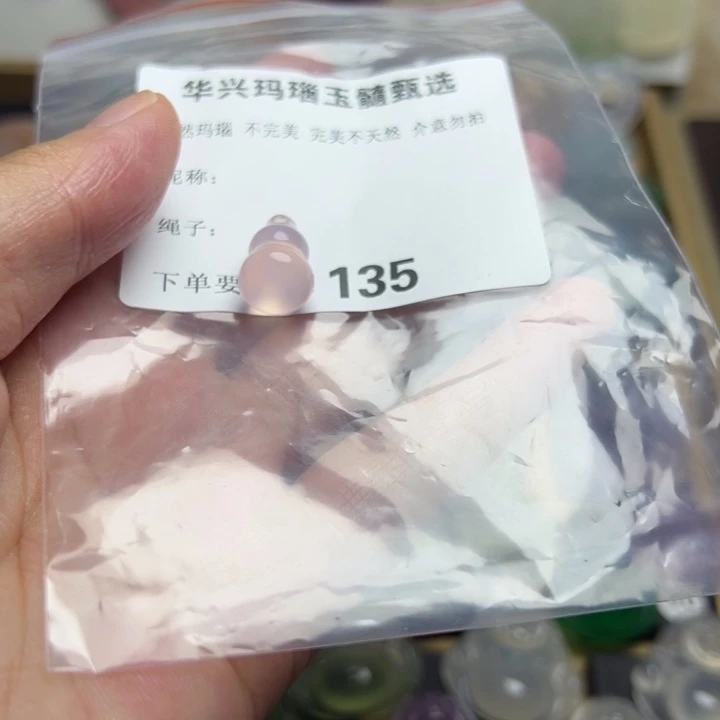 华兴玛瑙玉髓甄选
然玛瑙 不完美 完美不天然 介意勿拍
昵称：
绳子：
下单要 135